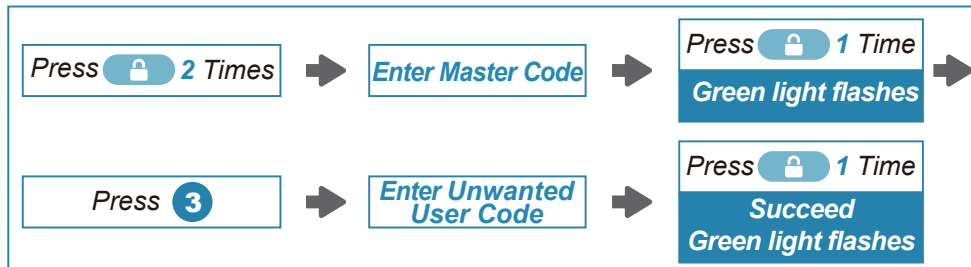 Press 2 Times
Enter Master Code
Press 1 Time
Green light flashes
Press 3
Enter Unwanted
User Code
Press 1 Time
Succeed
Green light flashes